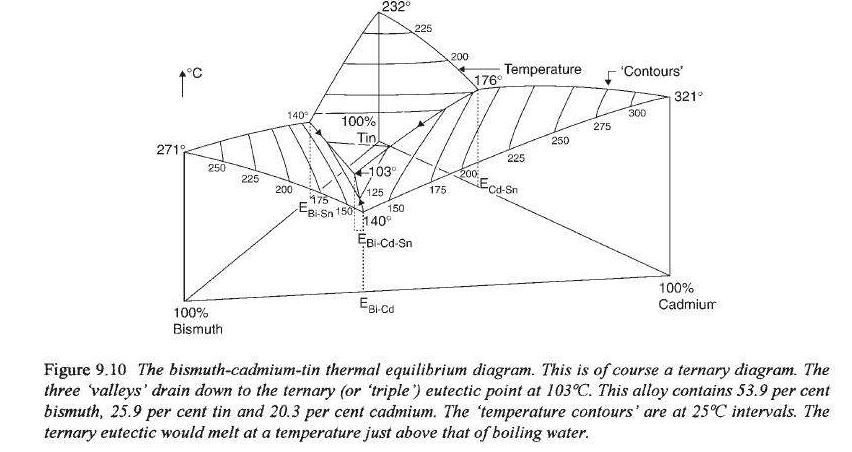 232°
225
200
Temperature
'Contours'
176°
°C
321°
300
140°
100%
Tin
275
271°
250
250
103°
225
225
200
E Cd-Sn
200
175
125
175
E Bi-Sn
150
150
140°
E Bi-Cd-Sn
100%
Cadmium
E Bi-Cd
100%
Bismuth
Figure 9.10 The bismuth-cadmium-tin thermal equilibrium diagram. This is of course a ternary diagram. The
three 'valleys' drain down to the ternary (or 'triple') eutectic point at 103°C. This alloy contains 53.9 per cent
bismuth, 25.9 per cent tin and 20.3 per cent cadmium. The 'temperature contours' are at 25°C intervals. The
ternary eutectic would melt at a temperature just above that of boiling water.